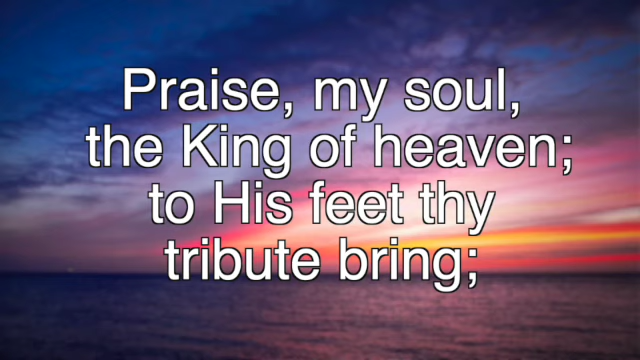 Praise, my soul,
the King of heaven;
to His feet thy
tribute bring;